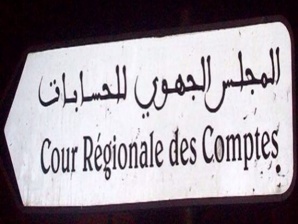 المجلس الجهوي للحسابات
Cour Régionale des Comptes